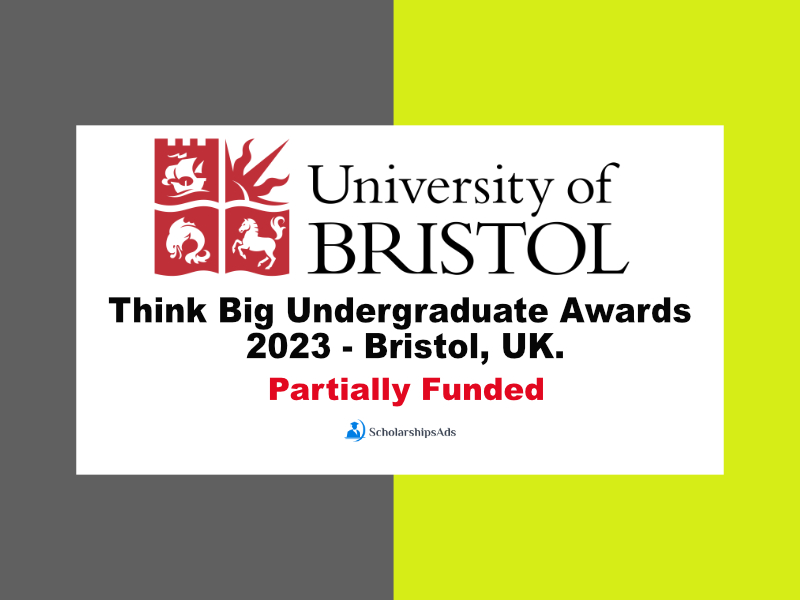 University of
BRISTOL
Think Big Undergraduate Awards
2023 - Bristol, UK.
Partially Funded
ScholarshipsAds